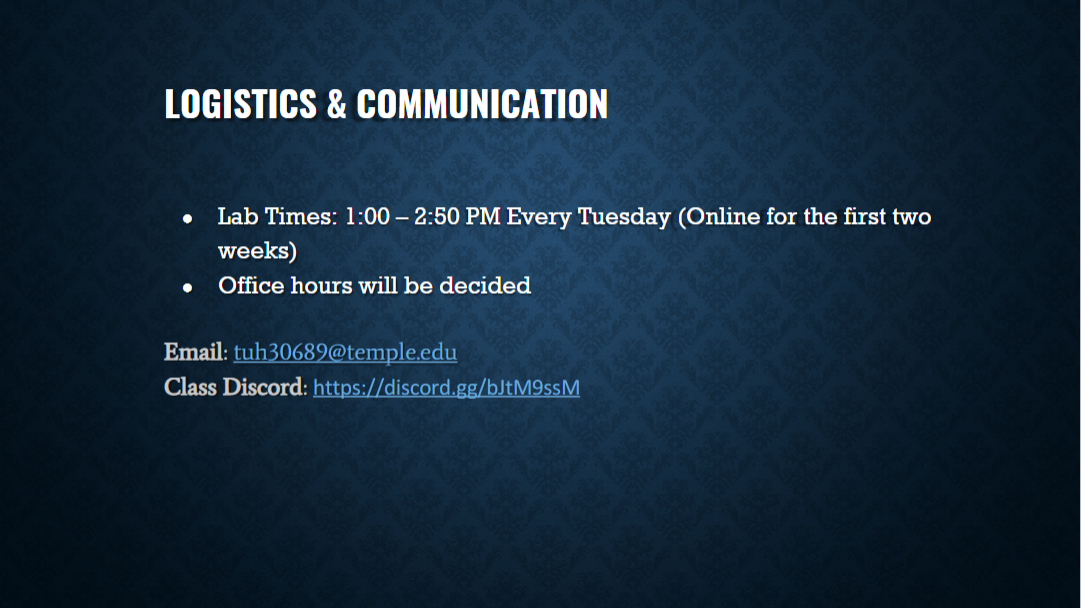 LOGISTICS & COMMUNICATION
● Lab Times: 1:00 – 2:50 PM Every Tuesday (Online for the first two
weeks)
● Office hours will be decided
Email: tuh30689@temple.edu
Class Discord: https://discord.gg/bJtM9ssM